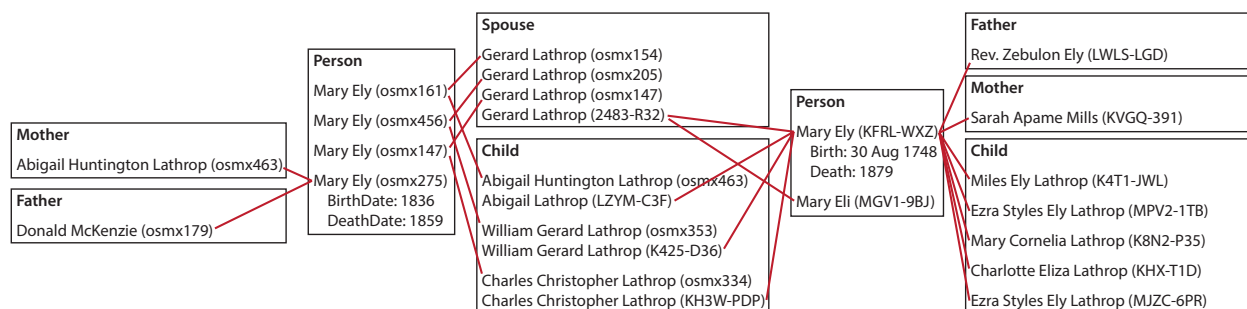 Mother
Abigail Huntington Lathrop (osmx463)
Father
Donald McKenzie (osmx179)
Person
Mary Ely (osmx161)
Mary Ely (osmx456)
Mary Ely (osmx147)
Mary Ely (osmx275)
BirthDate: 1836
DeathDate: 1859
Spouse
Gerard Lathrop (osmx154)
Gerard Lathrop (osmx205)
Gerard Lathrop (osmx147)
Gerard Lathrop (2483-R32)
Child
Abigail Huntington Lathrop (osmx463)
Abigail Lathrop (LZYM-C3F)
William Gerard Lathrop (osmx353)
William Gerard Lathrop (K425-D36)
Charles Christopher Lathrop (osmx334)
Charles Christopher Lathrop (KH3W-PDP)
Person
Mary Ely (KFRL-WXZ)
Birth: 30 Aug 1748
Death: 1879
Mary Eli (MGV1-9BJ)
Father
Rev. Zebulon Ely (LWLS-LGD)
Mother
Sarah Apame Mills (KVGQ-391)
Child
Miles Ely Lathrop (K4T1-JWL)
Ezra Styles Ely Lathrop (MPV2-1TB)
Mary Cornelia Lathrop (K8N2-P35)
Charlotte Eliza Lathrop (KHX-T1D)
Ezra Styles Ely Lathrop (MJZC-6PR)